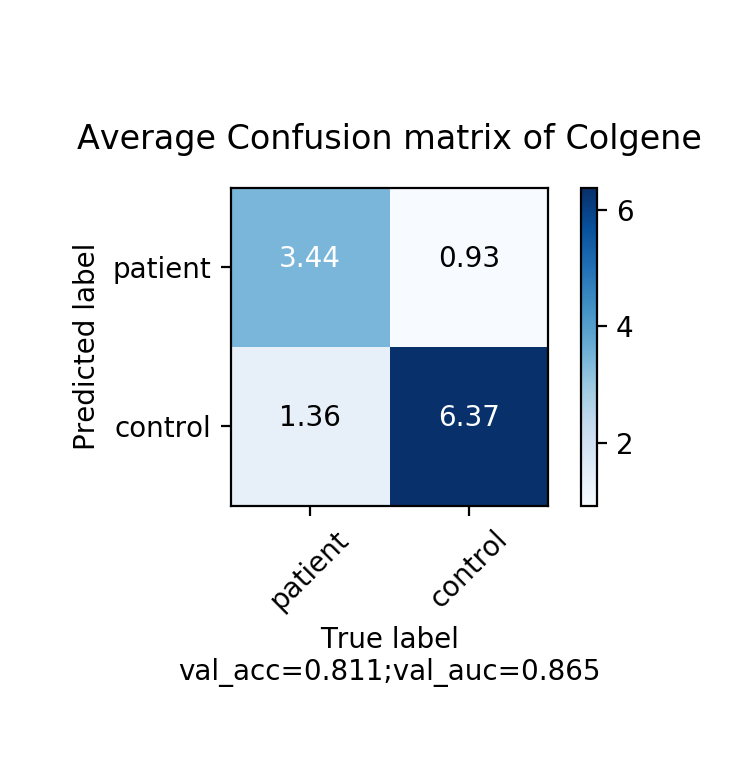 Average Confusion matrix of Colgene
Predicted label
patient
3.44
0.93
6
4
control
1.36
6.37
2
patient
control
True label
val_acc=0.811;val_auc=0.865